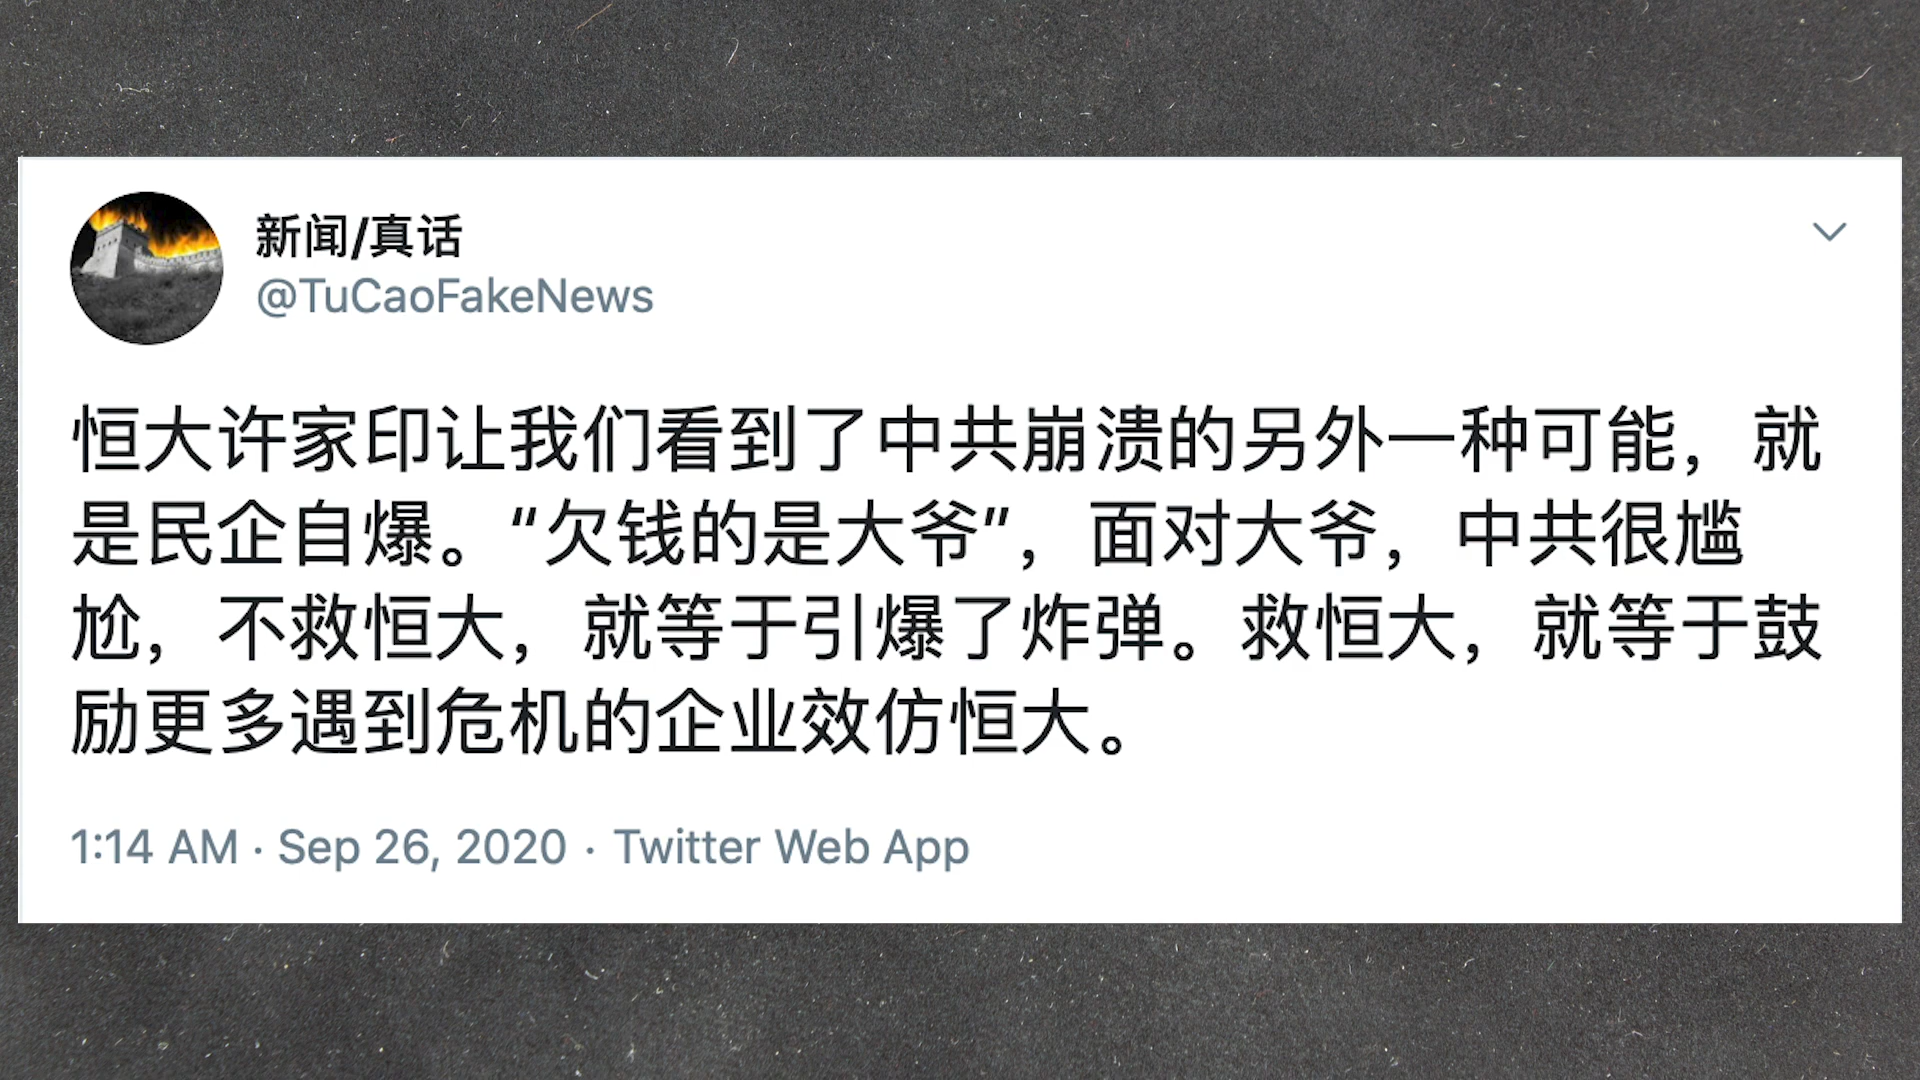 新闻/真话
@TuCaoFakeNews
恒大许家印让我们看到了中共崩溃的另外一种可能，就
是民企自爆。“欠钱的是大爷”，面对大爷，中共很尴
尬，不救恒大，就等于引爆了炸弹。救恒大，就等于鼓
励更多遇到危机的企业效仿恒大。
1:14 AM · Sep 26, 2020 · Twitter Web App